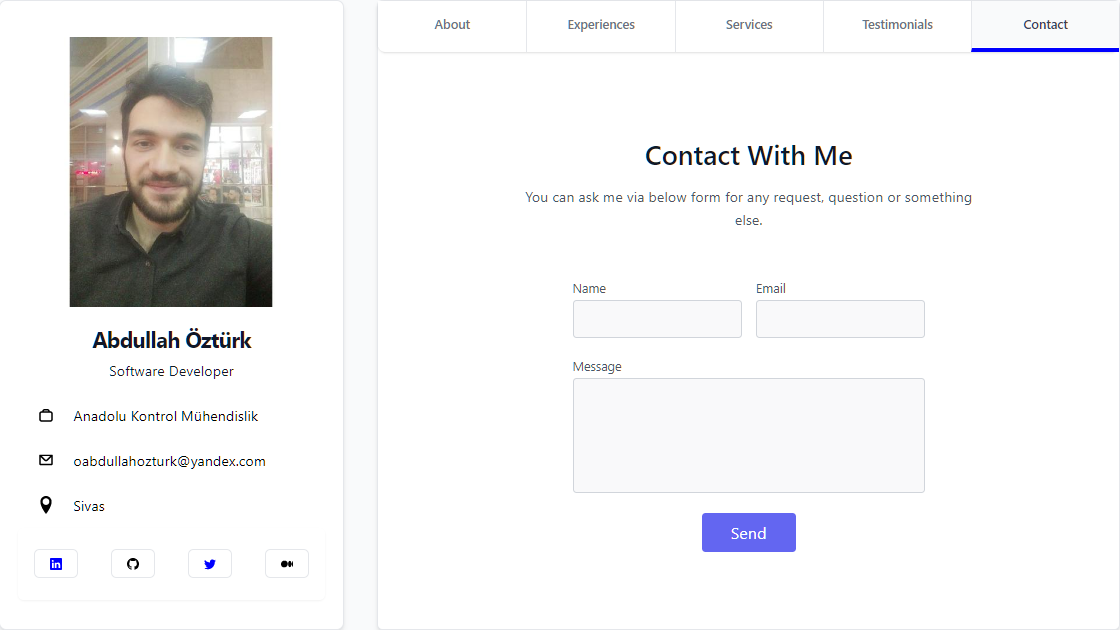 About
Experiences
Services
Testimonials
Contact
Abdullah Öztürk
Software Developer
Anadolu Kontrol Mühendislik
oabdullahozturk@yandex.com
Sivas
Contact With Me
You can ask me via below form for any request, question or something
else.
Name
Email
Message
Send